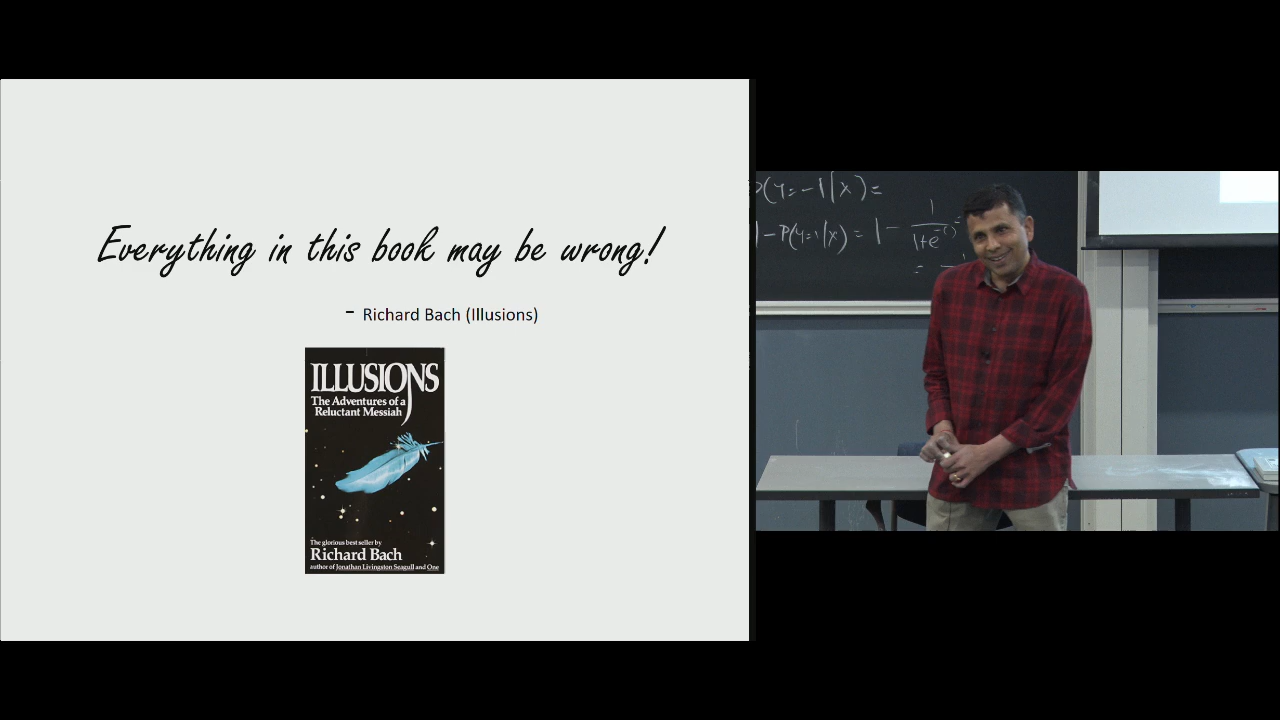 Everything in this book may be wrong!
- Richard Bach (Illusions)
ILLUSIONS
The Adventures of a
Reluctant Messiah
The glorious best seller by
Richard Bach
author of Jonathan Livingston Seagull and One
P(y=-1|x)=
1-P(y=1|x)=1-\frac{1}{1+e^{-()}}=
=